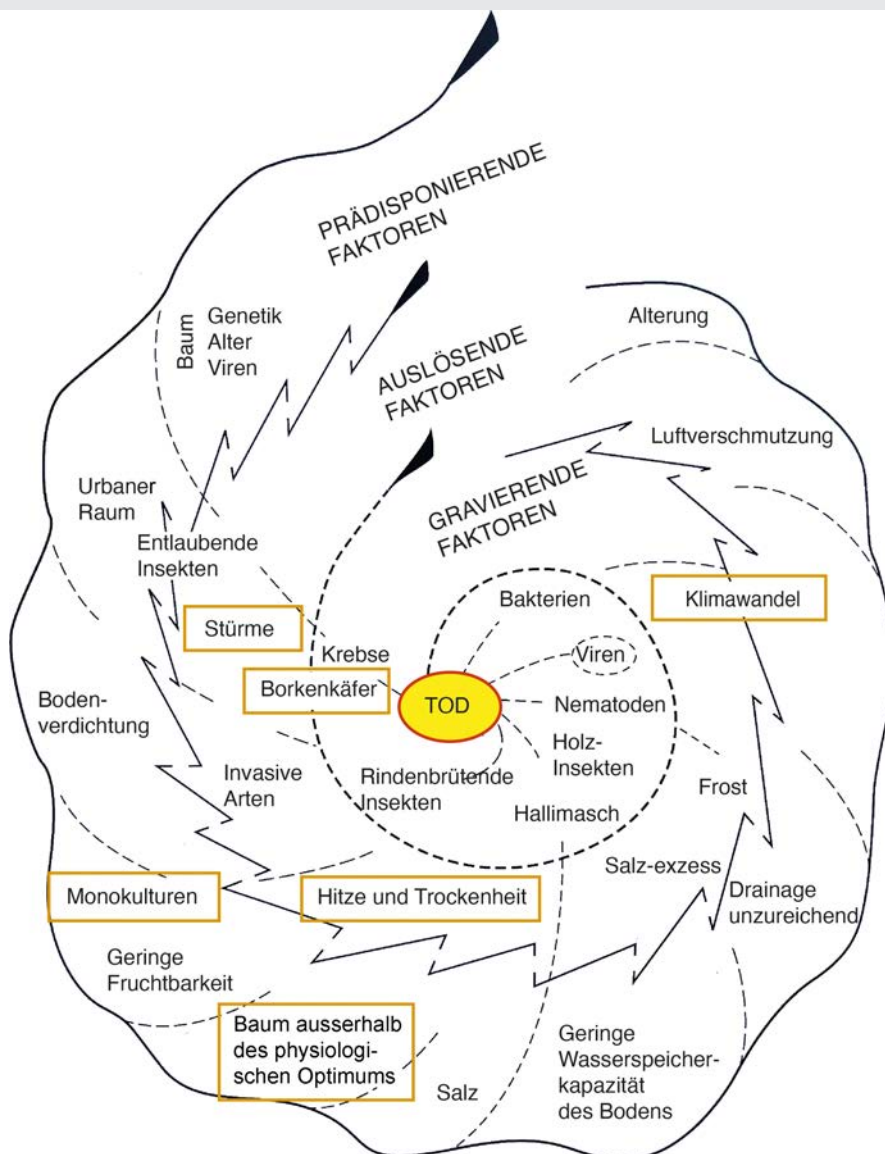 PRÄDISPONIERENDE
FAKTOREN
Baum
Genetik
Alter
Viren
AUSLÖSENDE
FAKTOREN
Alterung
Luftverschmutzung
GRAVIERENDE
FAKTOREN
Urbaner
Raum
Entlaubende
Insekten
Stürme
Bakterien
Klimawandel
Krebse
Viren
Borkenkäfer
TOD
Nematoden
Boden-
verdichtung
Holz-
Insekten
Invasive
Arten
Rindenbrütende
Insekten
Frost
Hallimasch
Salz-exzess
Monokulturen
Hitze und Trockenheit
Drainage
unzureichend
Geringe
Fruchtbarkeit
Baum ausserhalb
des physiologi-
schen Optimums
Salz
Geringe
Wasserspeicher-
kapazität
des Bodens